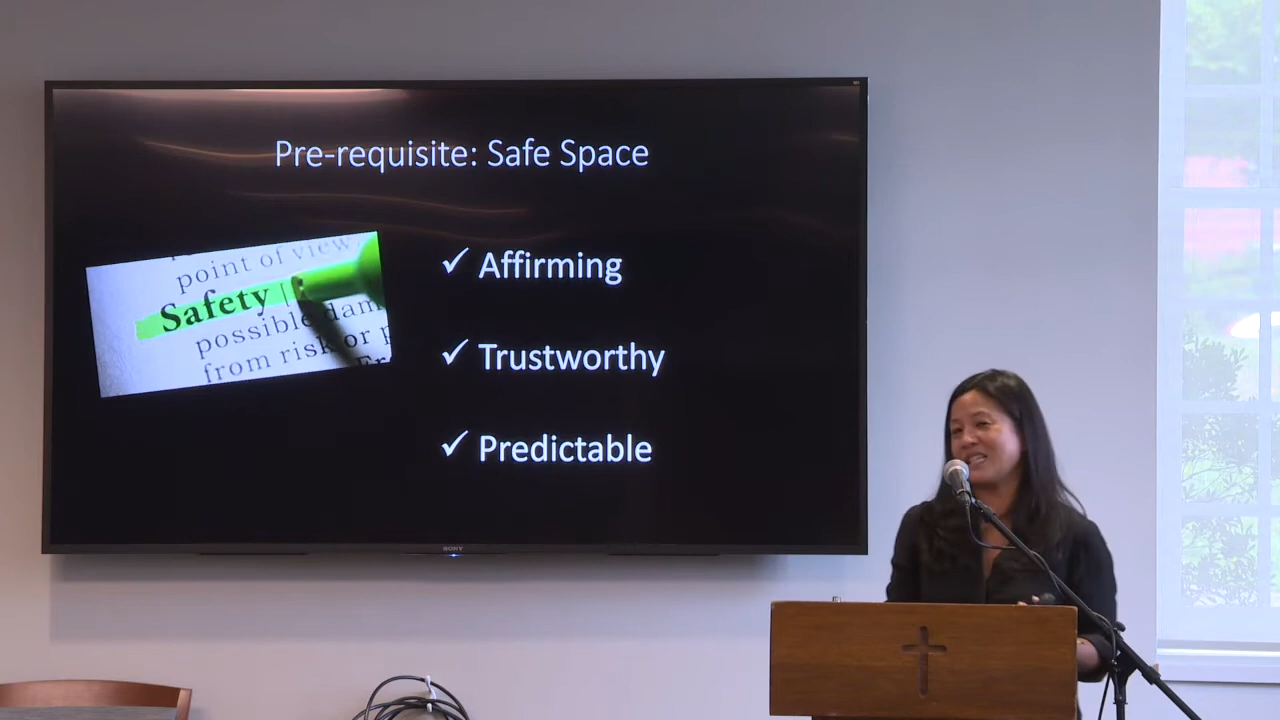 Pre-requisite: Safe Space
point of view,
Safety
possible dam
from risk or p
✓ Affirming
✓ Trustworthy
✓ Predictable
SONY